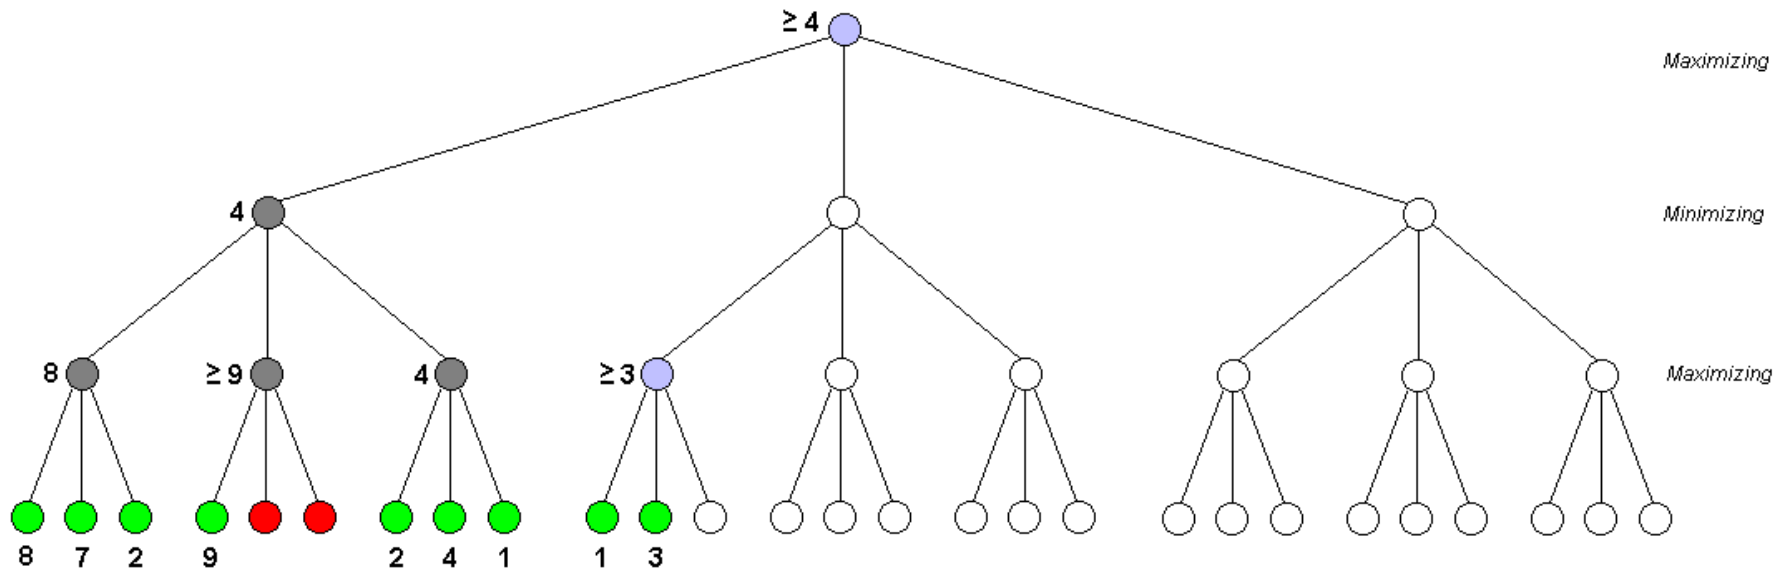 ≥ 4
Maximizing
4
Minimizing
8
≥ 9
4
≥ 3
Maximizing
8 7 2 9 2 4 1 1 3